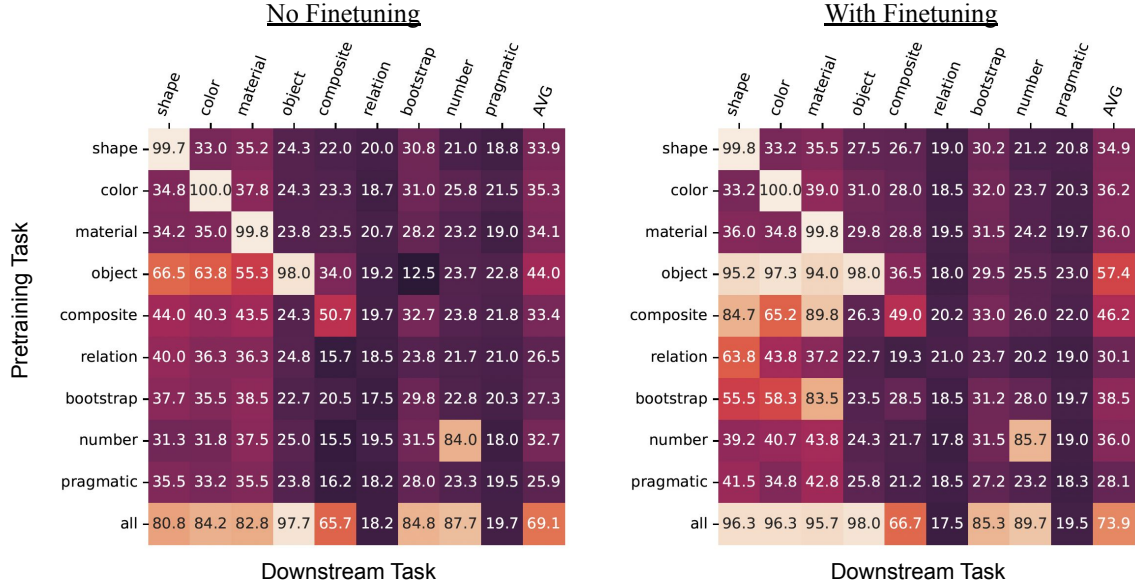 No Finetuning
shape color material object composite relation bootstrap number pragmatic AVG
shape 99.7 33.0 35.2 24.3 22.0 20.0 30.8 21.0 18.8 33.9
color 34.8 100.0 37.8 24.3 23.3 18.7 31.0 25.8 21.5 35.3
material 34.2 35.0 99.8 23.8 23.5 20.7 28.2 23.2 19.0 34.1
object 66.5 63.8 55.3 98.0 34.0 19.2 12.5 23.7 22.8 44.0
composite 44.0 40.3 43.5 24.3 50.7 19.7 32.7 23.8 21.8 33.4
relation 40.0 36.3 36.3 24.8 15.7 18.5 23.8 21.7 21.0 26.5
bootstrap 37.7 35.5 38.5 22.7 20.5 17.5 29.8 22.8 20.3 27.3
number 31.3 31.8 37.5 25.0 15.5 19.5 31.5 84.0 18.0 32.7
pragmatic 35.5 33.2 35.5 23.8 16.2 18.2 28.0 23.3 19.5 25.9
all 80.8 84.2 82.8 97.7 65.7 18.2 84.8 87.7 19.7 69.1
Pretraining Task
Downstream Task
With Finetuning
shape color material object composite relation bootstrap number pragmatic AVG
shape 99.8 33.2 35.5 27.5 26.7 19.0 30.2 21.2 20.8 34.9
color 33.2 100.0 39.0 31.0 28.0 18.5 32.0 23.7 20.3 36.2
material 36.0 34.8 99.8 29.8 28.8 19.5 31.5 24.2 19.7 36.0
object 95.2 97.3 94.0 98.0 36.5 18.0 29.5 25.5 23.0 57.4
composite 84.7 65.2 89.8 26.3 49.0 20.2 33.0 26.0 22.0 46.2
relation 63.8 43.8 37.2 22.7 19.3 21.0 23.7 20.2 19.0 30.1
bootstrap 55.5 58.3 83.5 23.5 28.5 18.5 31.2 28.0 19.7 38.5
number 39.2 40.7 43.8 24.3 21.7 17.8 31.5 85.7 19.0 36.0
pragmatic 41.5 34.8 42.8 25.8 21.2 18.5 27.2 23.2 18.3 28.1
all 96.3 96.3 95.7 98.0 66.7 17.5 85.3 89.7 19.5 73.9
Downstream Task